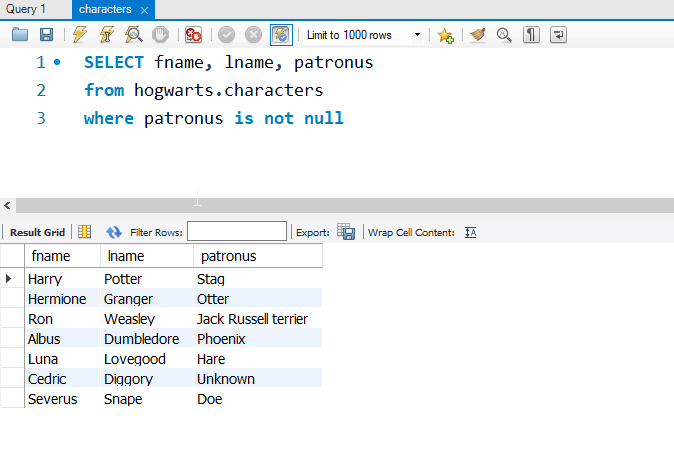 Query 1 characters
Limit to 1000 rows
1 SELECT fname, lname, patronus
2 from hogwarts.characters
3 where patronus is not null
Result Grid Filter Rows: Export: Wrap Cell Content: IA
fname lname patronus
Harry Potter Stag
Hermione Granger Otter
Ron Weasley Jack Russell terrier
Albus Dumbledore Phoenix
Luna Lovegood Hare
Cedric Diggory Unknown
Severus Snape Doe